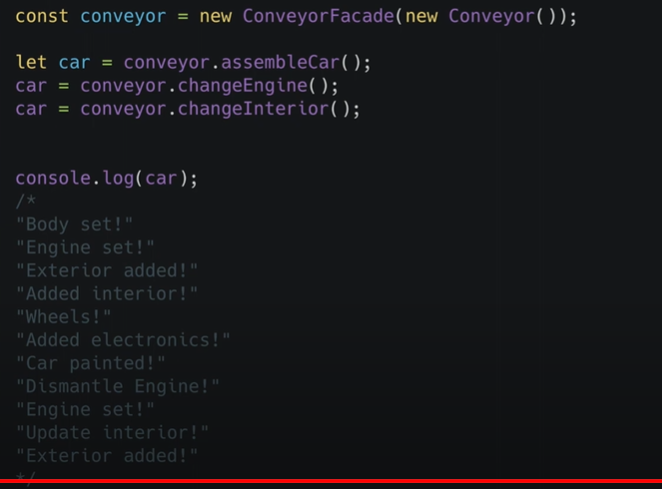 const conveyor = new ConveyorFacade(new Conveyor());
let car = conveyor.assembleCar();
car = conveyor.changeEngine();
car = conveyor.changeInterior();
console.log(car);
/*
"Body set!"
"Engine set!"
"Exterior added!"
"Added interior!"
"Wheels!"
"Added electronics!"
"Car painted!"
"Dismantle Engine!"
"Engine set!"
"Update interior!"
"Exterior added!"
*/